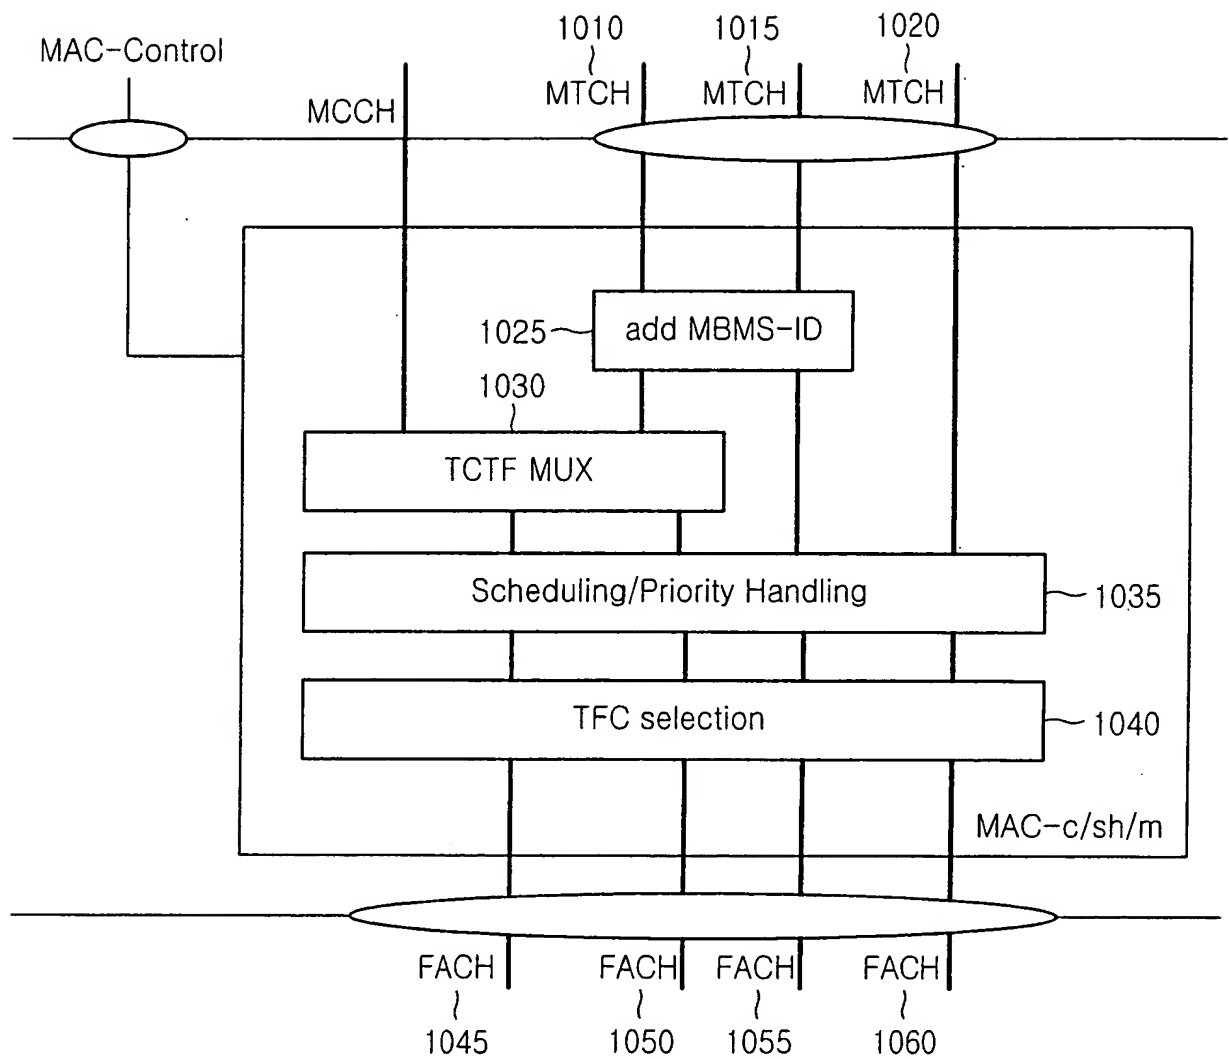 1010 1015 1020
MAC-Control
MCCH MTCH MTCH MTCH
1025 add MBMS-ID
1030
TCTF MUX
Scheduling/Priority Handling 1035
TFC selection 1040
MAC-c/sh/m
FACH FACH FACH FACH
1045 1050 1055 1060